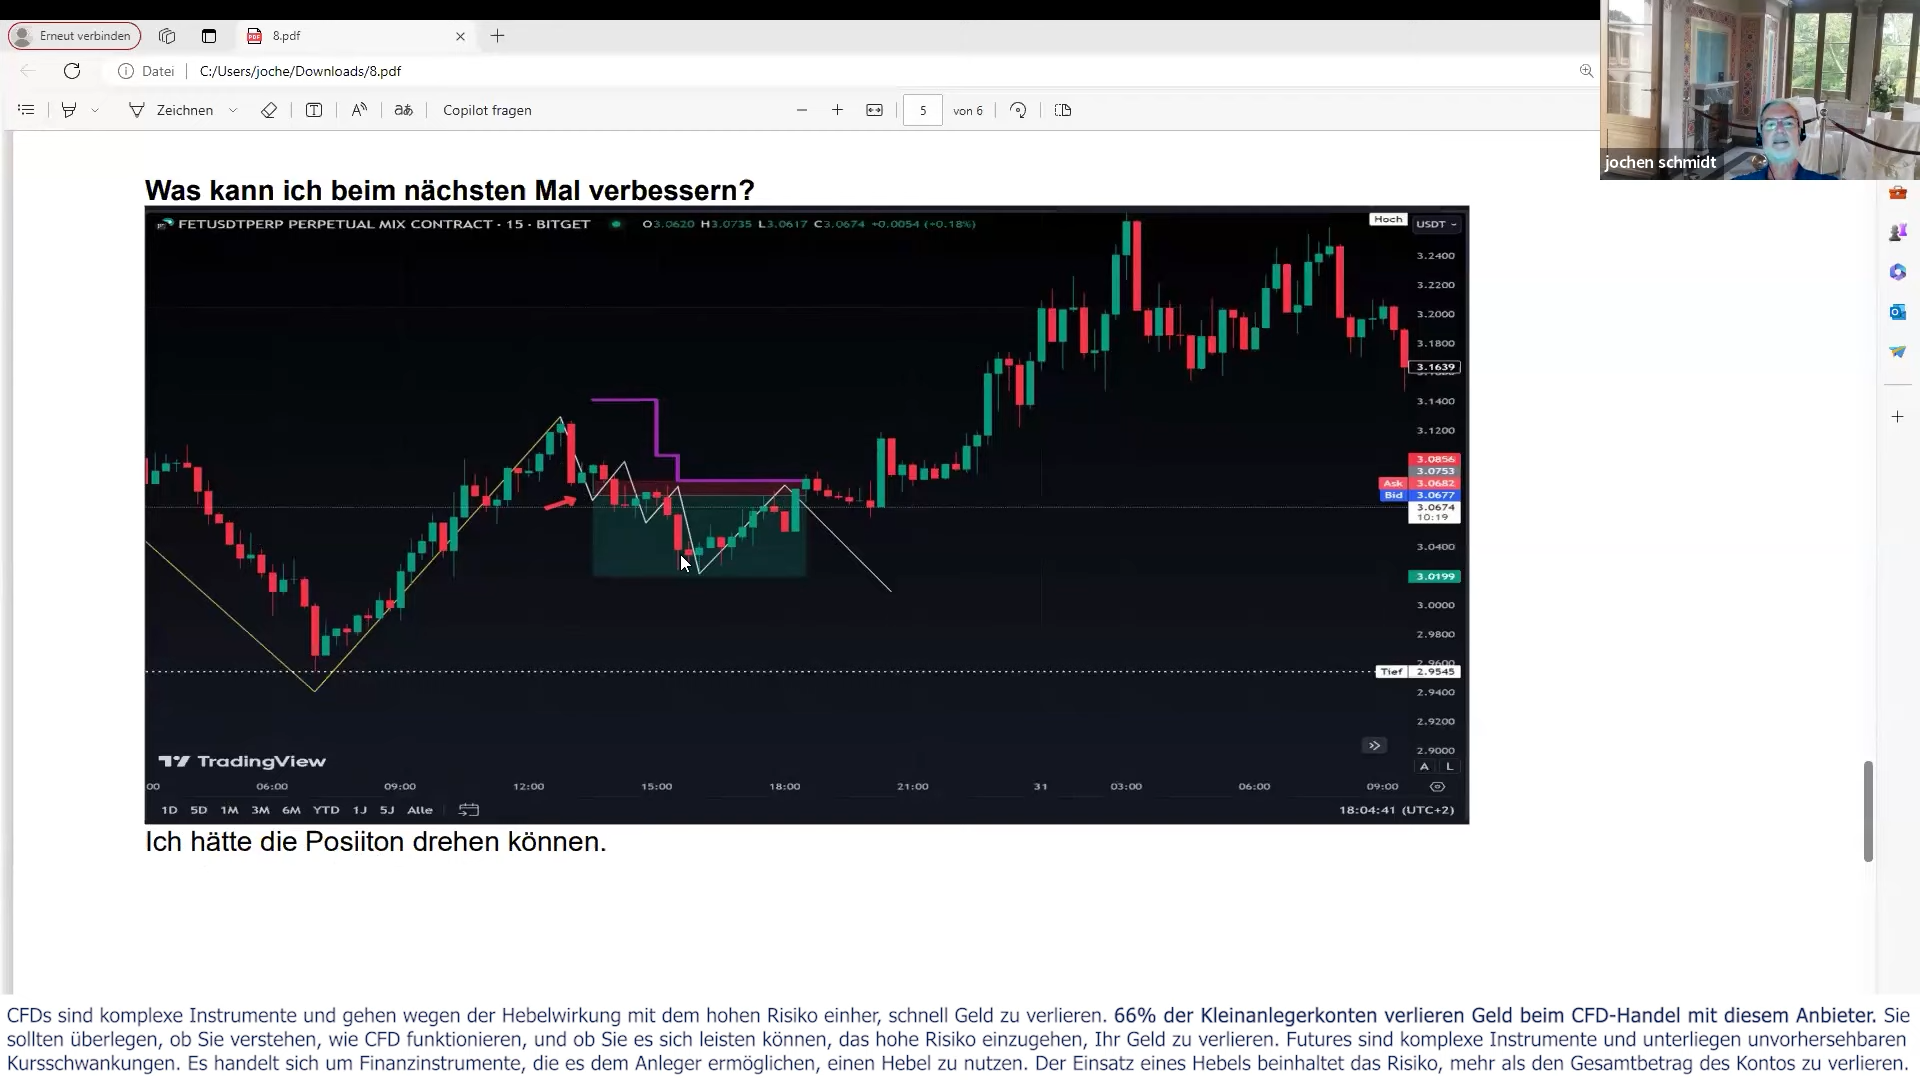 Erneut verbinden
8.pdf
Datei
C:/Users/joche/Downloads/8.pdf
Zeichnen
Copilot fragen
5
von 6
jochen schmidt
Was kann ich beim nächsten Mal verbessern?
FETUSDTPERP PERPETUAL MIX CONTRACT · 15 · BITGET
O3.0620 H3.0735 L3.0617 C3.0674 +0.0054 (+0.18%)
Hoch
USDT
3.2400
3.2200
3.2000
3.1800
3.1639
3.1400
3.1200
3.0856
3.0753
Ask 3.0682
Bid 3.0677
3.0674
10:19
3.0400
3.0199
3.0000
2.9800
2.9600
Tief 2.9545
2.9400
2.9200
2.9000
TradingView
A L
00 06:00 09:00 12:00 15:00 18:00 21:00 31 03:00 06:00 09:00
1D 5D 1M 3M 6M YTD 1J 5J Alle
18:04:41 (UTC+2)
Ich hätte die Posiiton drehen können.
CFDs sind komplexe Instrumente und gehen wegen der Hebelwirkung mit dem hohen Risiko einher, schnell Geld zu verlieren. 66% der Kleinanlegerkonten verlieren Geld beim CFD-Handel mit diesem Anbieter. Sie
sollten überlegen, ob Sie verstehen, wie CFD funktionieren, und ob Sie es sich leisten können, das hohe Risiko einzugehen, Ihr Geld zu verlieren. Futures sind komplexe Instrumente und unterliegen unvorhersehbaren
Kursschwankungen. Es handelt sich um Finanzinstrumente, die es dem Anleger ermöglichen, einen Hebel zu nutzen. Der Einsatz eines Hebels beinhaltet das Risiko, mehr als den Gesamtbetrag des Kontos zu verlieren.